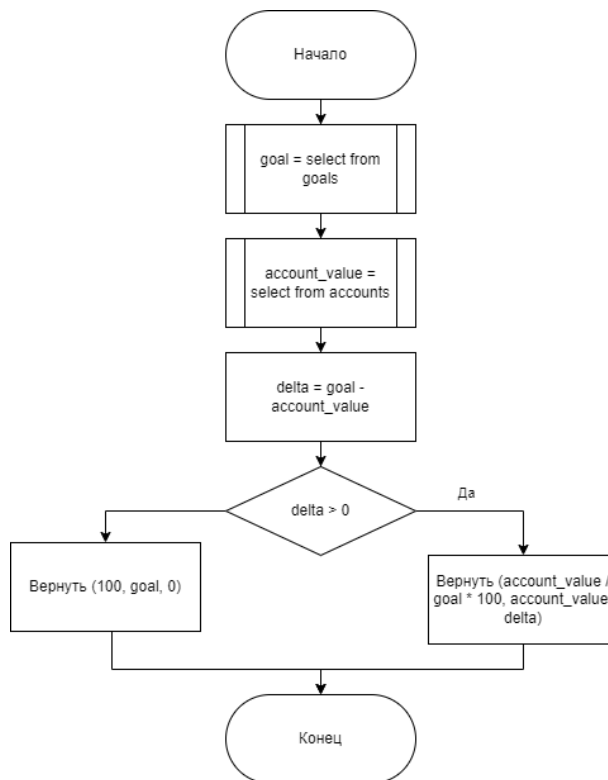 Начало
goal = select from
goals
account_value =
select from accounts
delta = goal -
account_value
delta > 0
Да
Вернуть (100, goal, 0)
Вернуть (account_value /
goal * 100, account_value
delta)
Конец